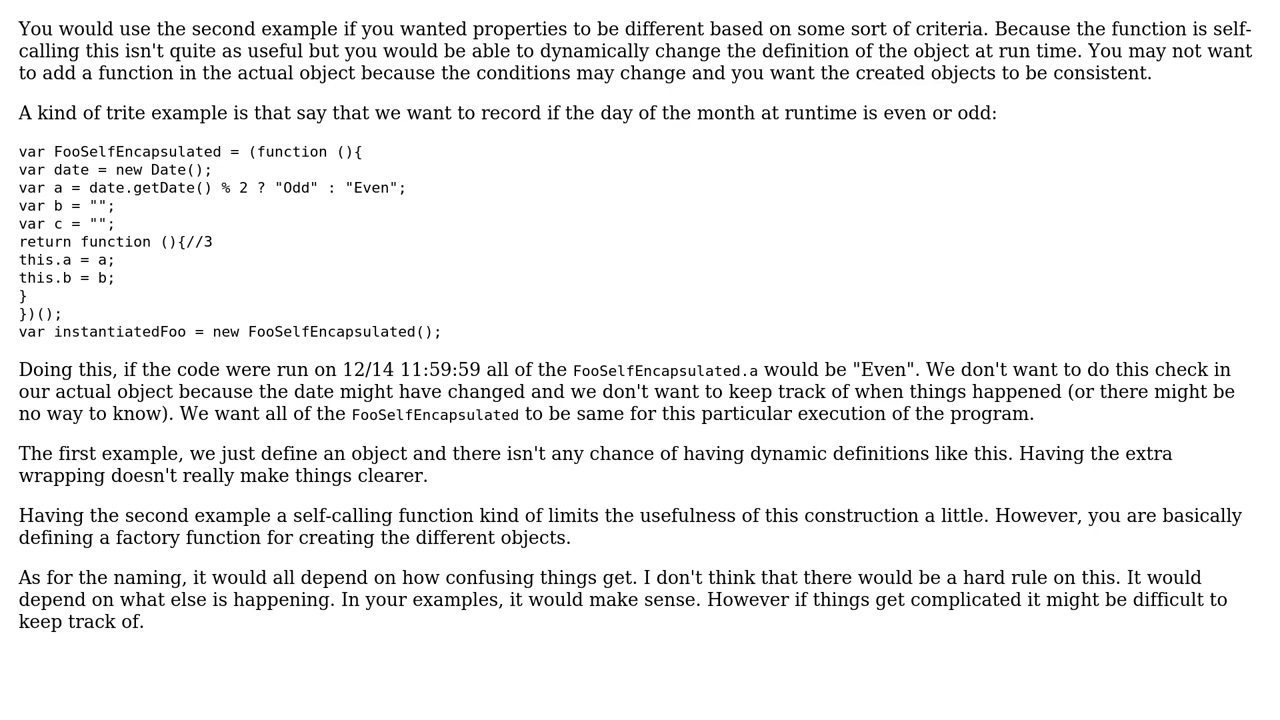 You would use the second example if you wanted properties to be different based on some sort of criteria. Because the function is self-
calling this isn't quite as useful but you would be able to dynamically change the definition of the object at run time. You may not want
to add a function in the actual object because the conditions may change and you want the created objects to be consistent.
A kind of trite example is that say that we want to record if the day of the month at runtime is even or odd:
var FooSelfEncapsulated = (function (){
var date = new Date();
var a = date.getDate() % 2 ? "Odd" : "Even";
var b = "";
var c = "";
return function (){//3
this.a = a;
this.b = b;
}
})();
var instantiatedFoo = new FooSelfEncapsulated();
Doing this, if the code were run on 12/14 11:59:59 all of the FooSelfEncapsulated.a would be "Even". We don't want to do this check in
our actual object because the date might have changed and we don't want to keep track of when things happened (or there might be
no way to know). We want all of the FooSelfEncapsulated to be same for this particular execution of the program.
The first example, we just define an object and there isn't any chance of having dynamic definitions like this. Having the extra
wrapping doesn't really make things clearer.
Having the second example a self-calling function kind of limits the usefulness of this construction a little. However, you are basically
defining a factory function for creating the different objects.
As for the naming, it would all depend on how confusing things get. I don't think that there would be a hard rule on this. It would
depend on what else is happening. In your examples, it would make sense. However if things get complicated it might be difficult to
keep track of.